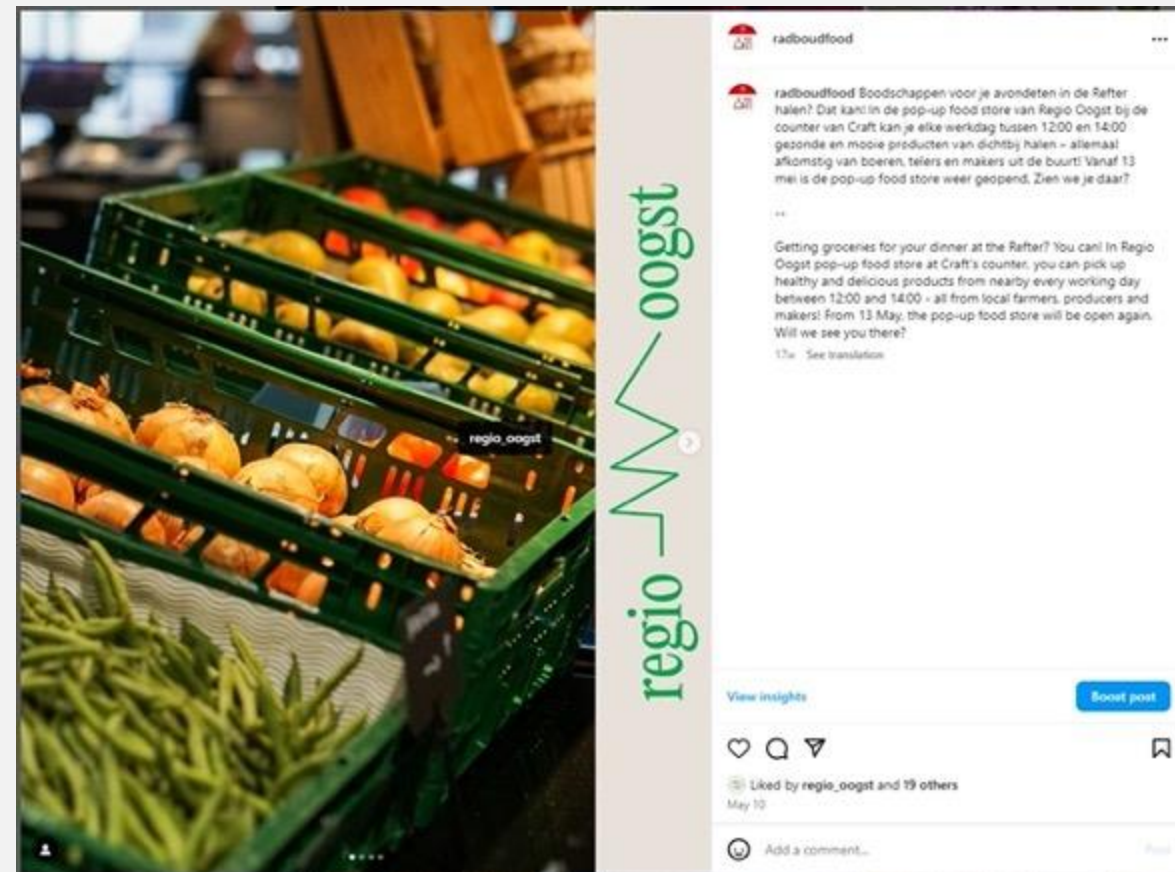 regio_oogst
regio oogst
radboudfood
radboudfood Boodschappen voor je avondeten in de Refter
halen? Dat kan! In de pop-up food store van Regio Oogst bij de
counter van Craft kan je elke werkdag tussen 12:00 en 14:00
gezonde en mooie producten van dichtbij halen – allemaal
afkomstig van boeren, telers en makers uit de buurt! Vanaf 13
mei is de pop-up food store weer geopend. Zien we je daar?
--
Getting groceries for your dinner at the Refter? You can! In Regio
Oogst pop-up food store at Craft's counter, you can pick up
healthy and delicious products from nearby every working day
between 12:00 and 14:00 - all from local farmers, producers and
makers! From 13 May, the pop-up food store will be open again.
Will we see you there?
17w See translation
View insights
Boost post
Liked by regio_oogst and 19 others
May 10
Add a comment...
Post